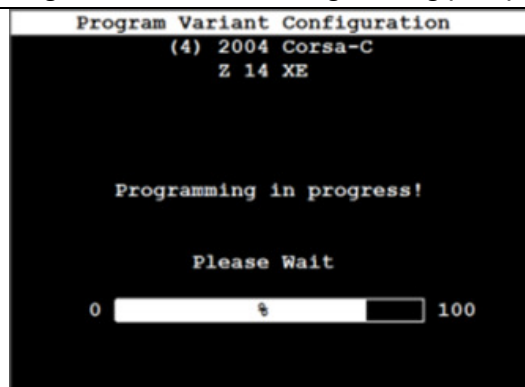 Program Variant Configuration
(4) 2004 Corsa-C
Z 14 XE
Programming in progress!
Please Wait
0 % 100